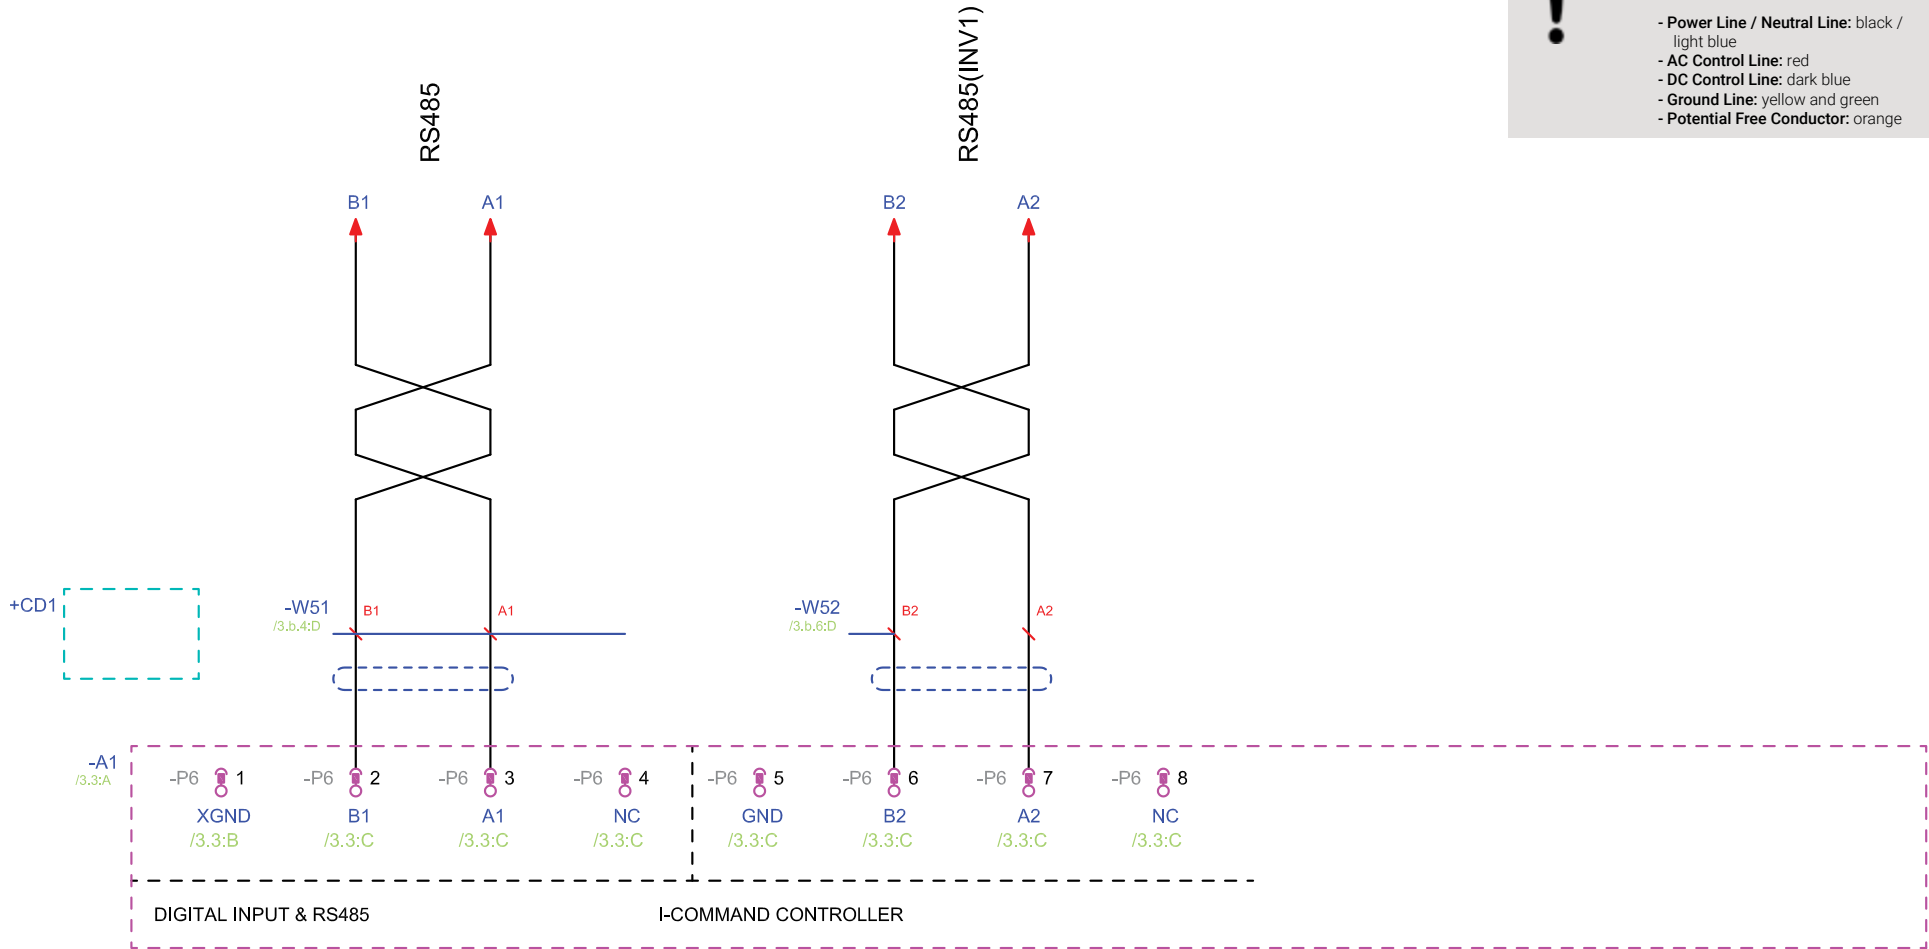 - Power Line / Neutral Line: black /
light blue
- AC Control Line: red
- DC Control Line: dark blue
- Ground Line: yellow and green
- Potential Free Conductor: orange
RS485
RS485(INV1)
B1
A1
B2
A2
+CD1
-W51
/3.b.4:D
B1
A1
-W52
/3.b.6:D
B2
A2
-A1
/3.3:A
-P6 1
-P6 2
-P6 3
-P6 4
-P6 5
-P6 6
-P6 7
-P6 8
XGND
B1
A1
NC
GND
B2
A2
NC
/3.3:B
/3.3:C
/3.3:C
/3.3:C
/3.3:C
/3.3:C
/3.3:C
/3.3:C
DIGITAL INPUT & RS485
I-COMMAND CONTROLLER